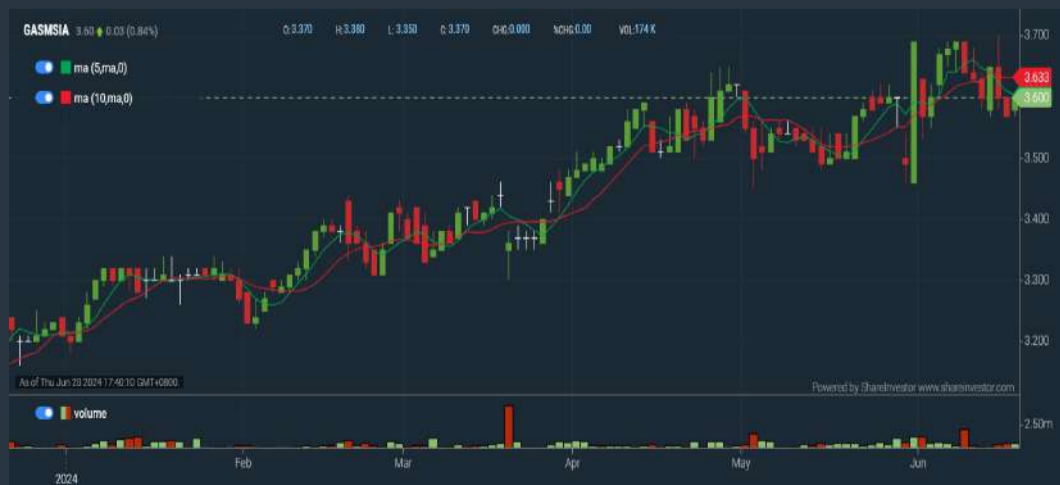 GASMSIA 3.60 0.03 (0.84%) O:3.370 H:3.380 L:3.350 C:3.370 CHG:0.000 %CHG:0.00 VOL:174 K
ma (5,ma,0)
ma (10,ma,0)
3.700
3.633
3.600
3.500
3.400
3.300
3.200
As of Thu Jun 20 2024 17:40:10 GMT+0800
Powered by ShareInvestor www.shareinvestor.com
volume
2.50m
Feb Mar Apr May Jun
2024